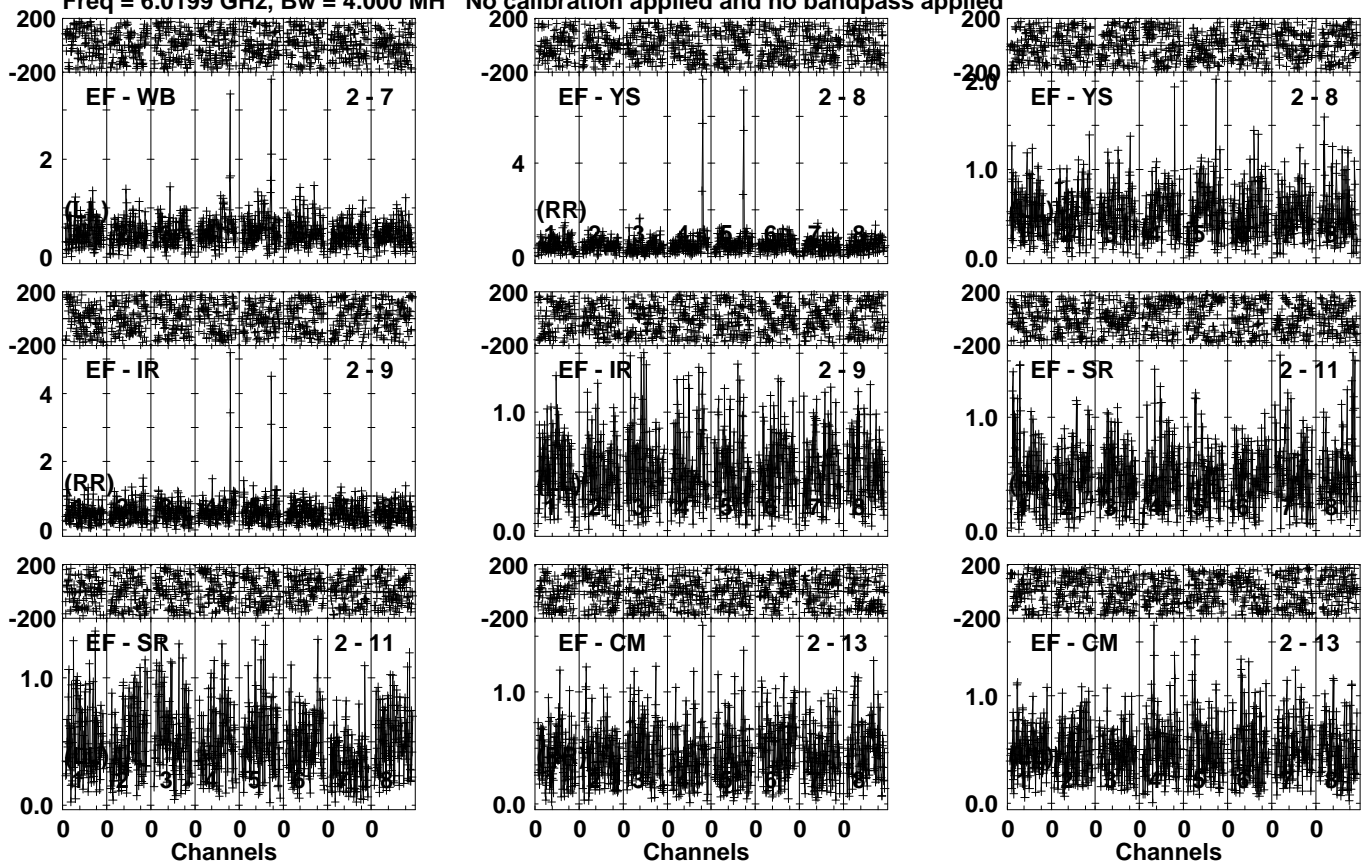 Freq = 6.0199 GHz, Bw = 4.000 MH No calibration applied and no bandpass applied
200 200 200
-200 -200 -200
EF - WB 2 - 7 EF - YS 2 - 8 2.0 EF - YS 2 - 8
2 4 1.0
(RR)
1 2 3 4 5 6 7 8
0 0 0.0
200 200 200
-200 -200 -200
EF - IR 2 - 9 EF - IR 2 - 9 EF - SR 2 - 11
4 1.0 1.0
2
(RR)
1 2 3 4 5 6 7 8
0 0.0 0.0
200 200 200
-200 -200 -200
EF - SR 2 - 11 EF - CM 2 - 13 EF - CM 2 - 13
1.0 1.0 1.0
0.0 0.0 0.0
0 0 0 0 0 0 0 0 0 0 0 0 0 0 0 0 0 0 0 0 0 0 0 0
Channels Channels Channels